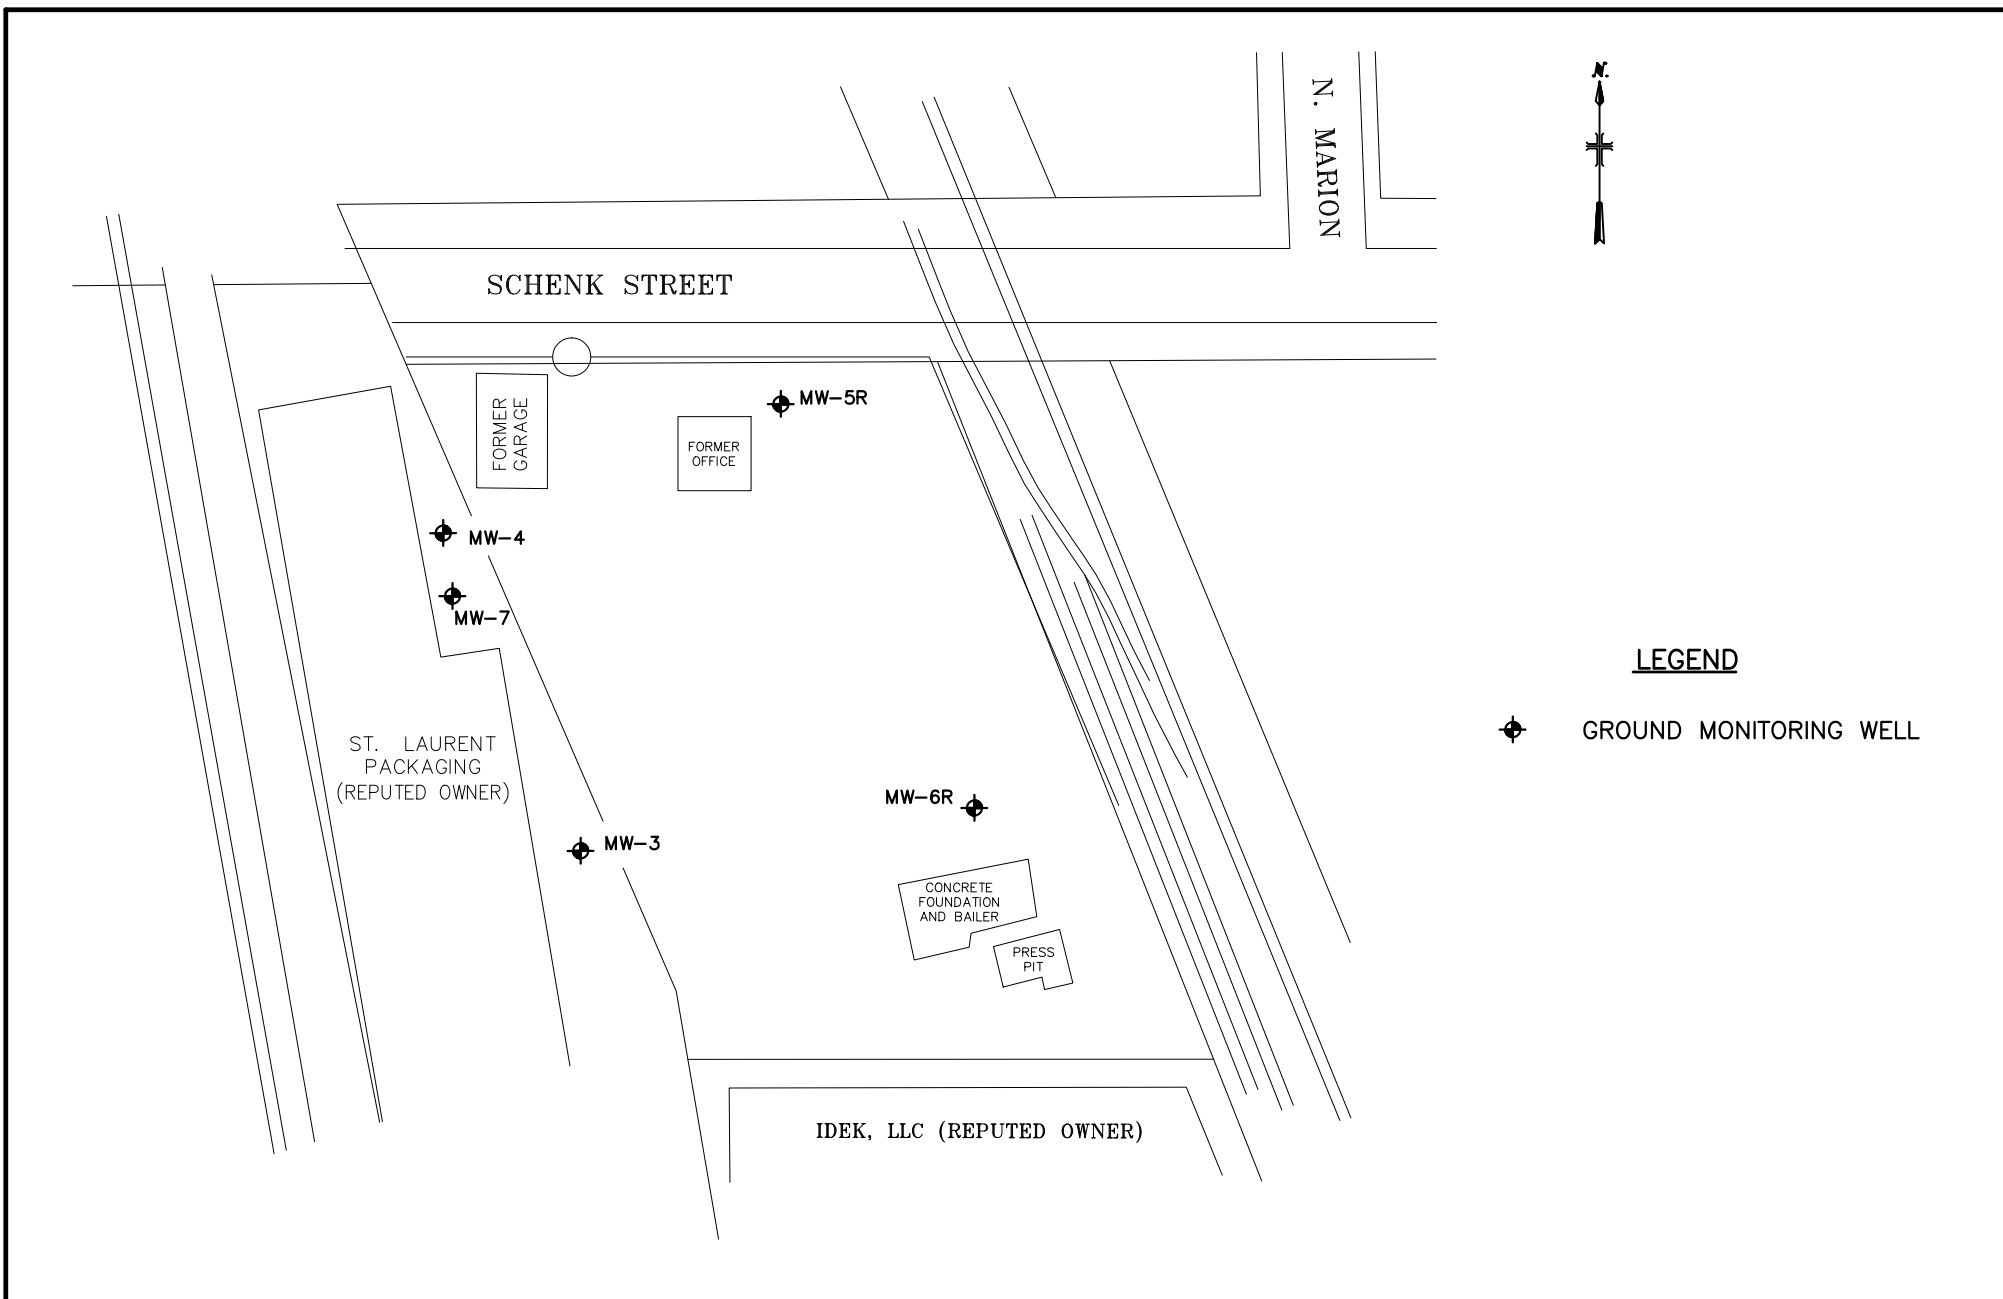 N.
N. MARION
SCHENK STREET
MW-5R
FORMER
GARAGE
FORMER
OFFICE
MW-4
MW-7
LEGEND
GROUND MONITORING WELL
ST. LAURENT
PACKAGING
(REPUTED OWNER)
MW-6R
MW-3
CONCRETE
FOUNDATION
AND BAILER
PRESS
PIT
IDEK, LLC (REPUTED OWNER)